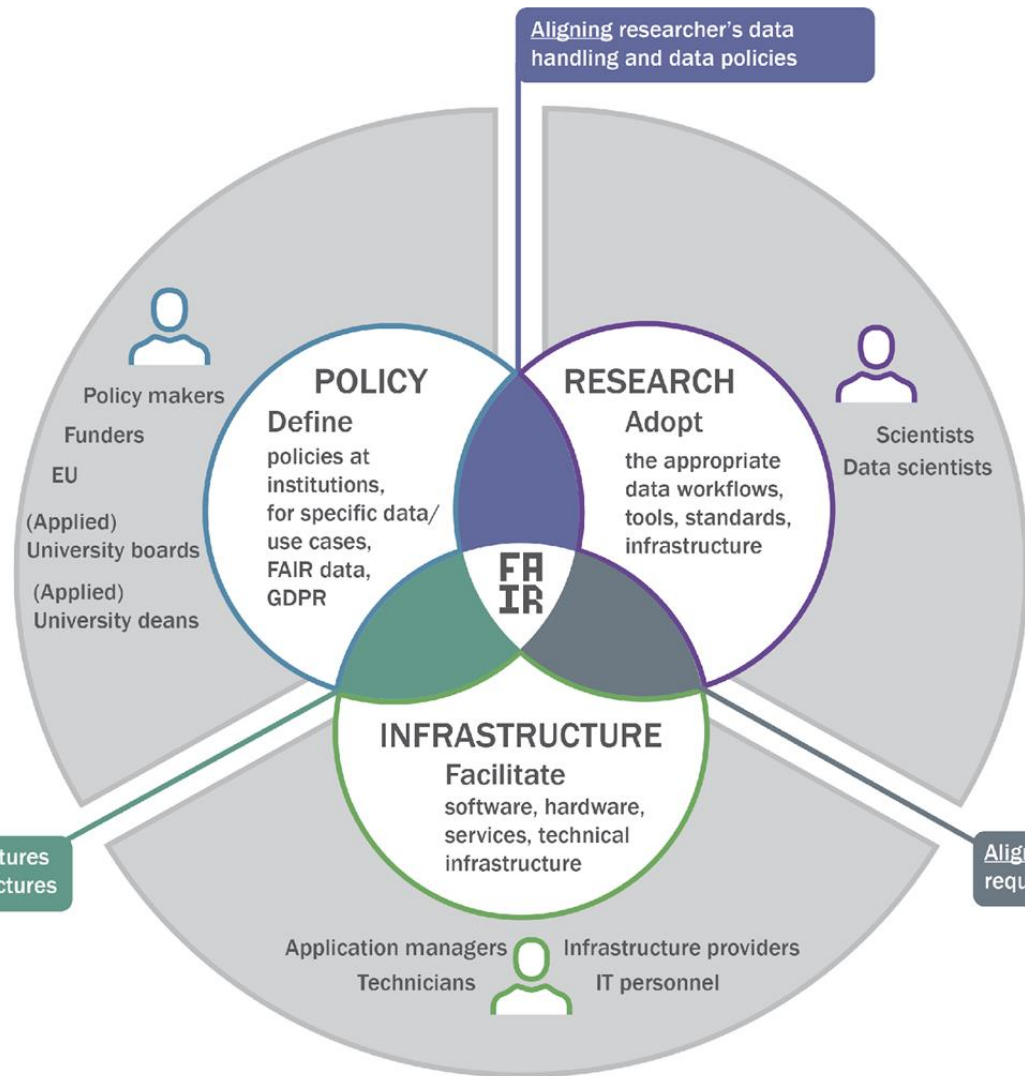 Aligning researcher's data
handling and data policies
POLICY
Define
policies at
institutions,
for specific data/
use cases,
FAIR data,
GDPR
RESEARCH
Adopt
the appropriate
data workflows,
tools, standards,
infrastructure
Policy makers
Funders
EU
(Applied)
University boards
(Applied)
University deans
Scientists
Data scientists
FA
IR
INFRASTRUCTURE
Facilitate
software, hardware,
services, technical
infrastructure
Application managers
Technicians
Infrastructure providers
IT personnel